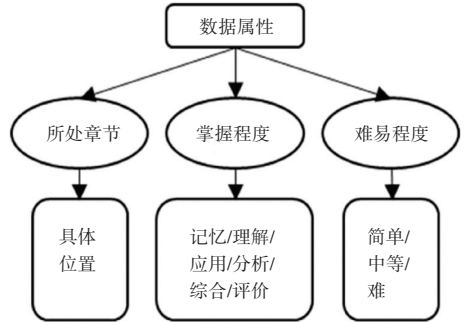 数据属性
所处章节
掌握程度
难易程度
具体
位置
记忆/理解/
应用/分析/
综合/评价
简单/
中等/
难